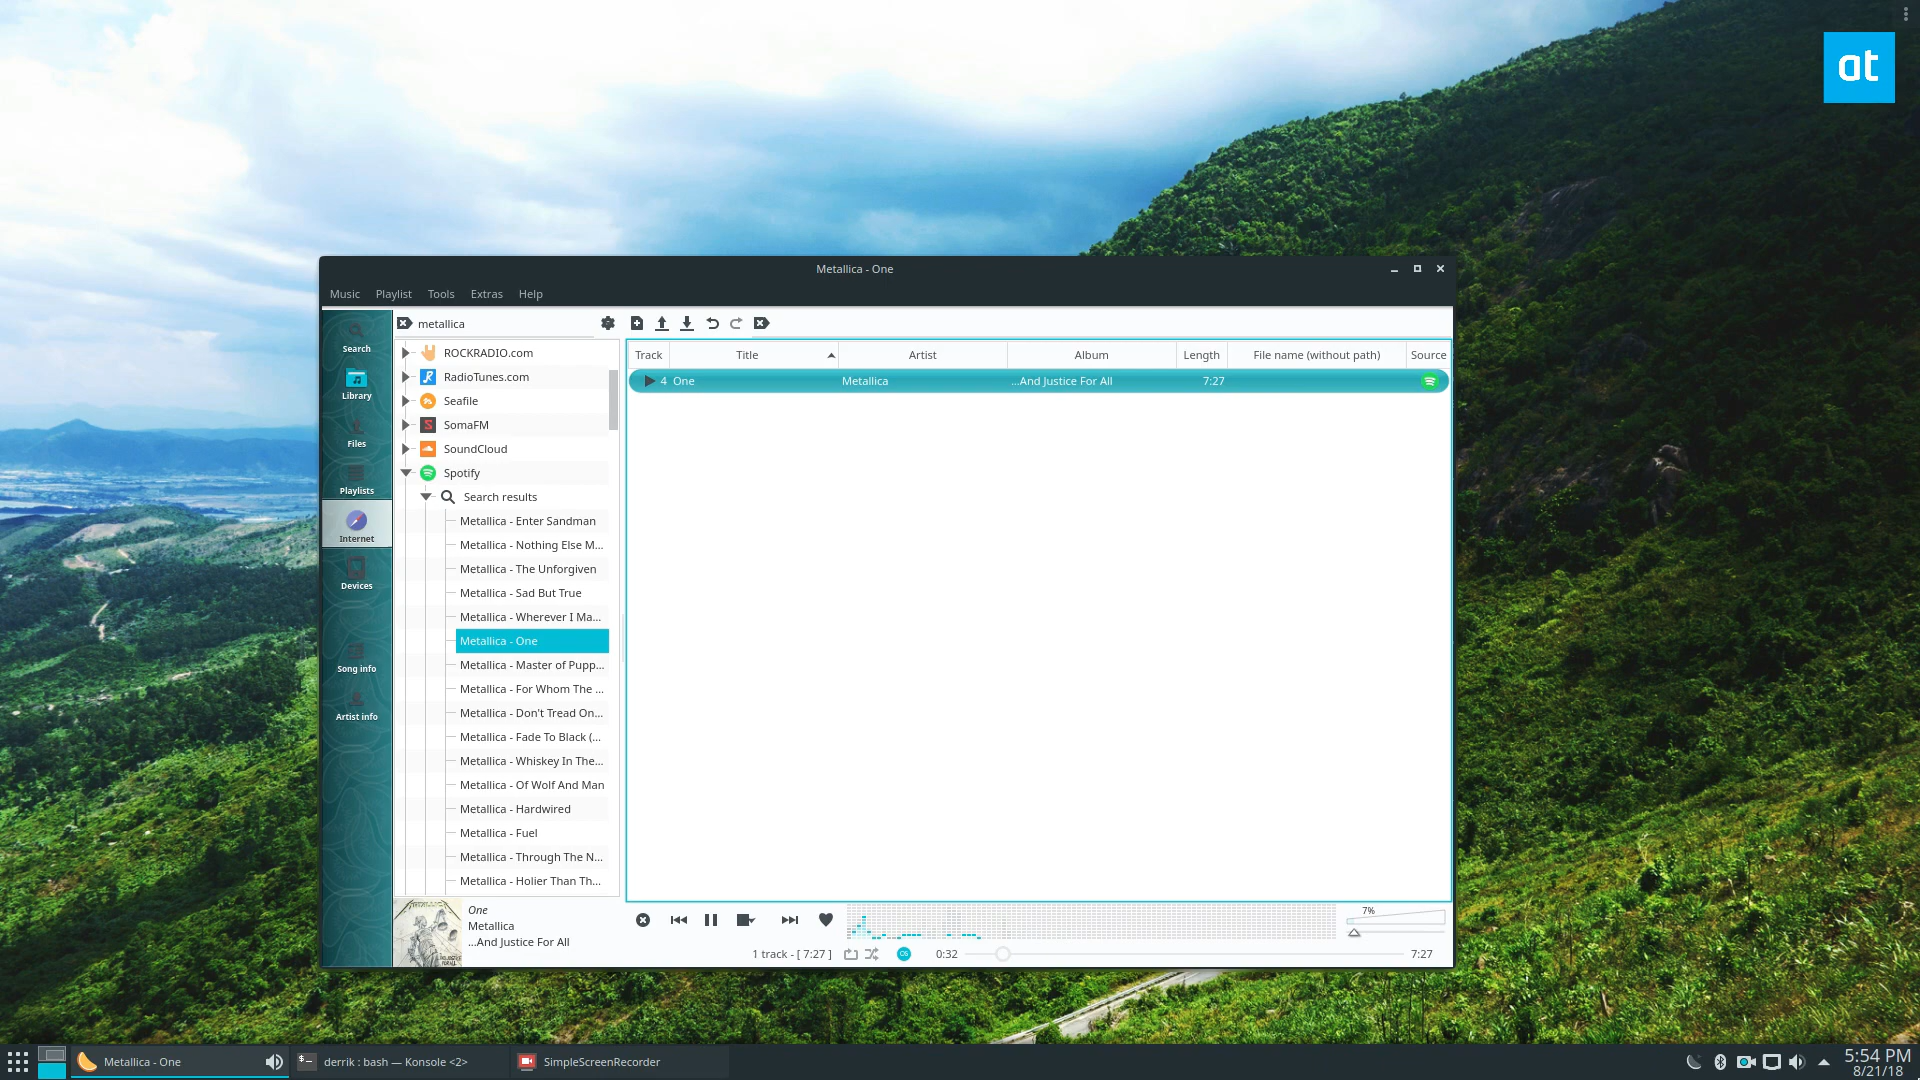 at
Metallica - One
Music Playlist Tools Extras Help
metallica
Search
Library
Files
Playlists
Internet
Devices
Song info
Artist info
ROCKRADIO.com
RadioTunes.com
Seafile
SomaFM
SoundCloud
Spotify
Search results
Metallica - Enter Sandman
Metallica - Nothing Else M...
Metallica - The Unforgiven
Metallica - Sad But True
Metallica - Wherever I Ma...
Metallica - One
Metallica - Master of Pupp...
Metallica - For Whom The ...
Metallica - Don't Tread On...
Metallica - Fade To Black (...
Metallica - Whiskey In The...
Metallica - Of Wolf And Man
Metallica - Hardwired
Metallica - Fuel
Metallica - Through The N...
Metallica - Holier Than Th...
Track Title Artist Album Length File name (without path) Source
4 One Metallica ...And Justice For All 7:27
One
Metallica
...And Justice For All
7%
1 track - [ 7:27 ] 0:32 7:27
Metallica - One
derrik : bash — Konsole <2>
SimpleScreenRecorder
5:54 PM
8/21/18